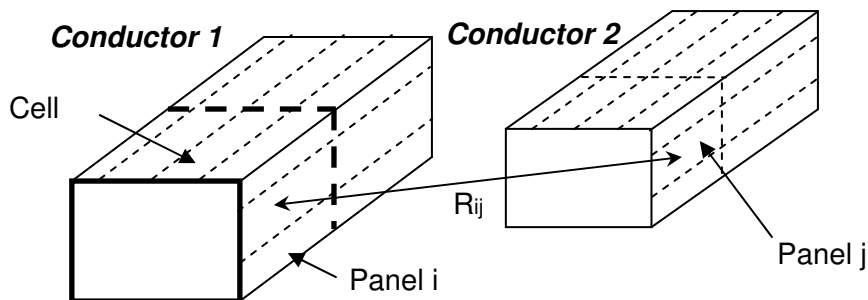 Conductor 1
Conductor 2
Cell
Rij
Panel i
Panel j